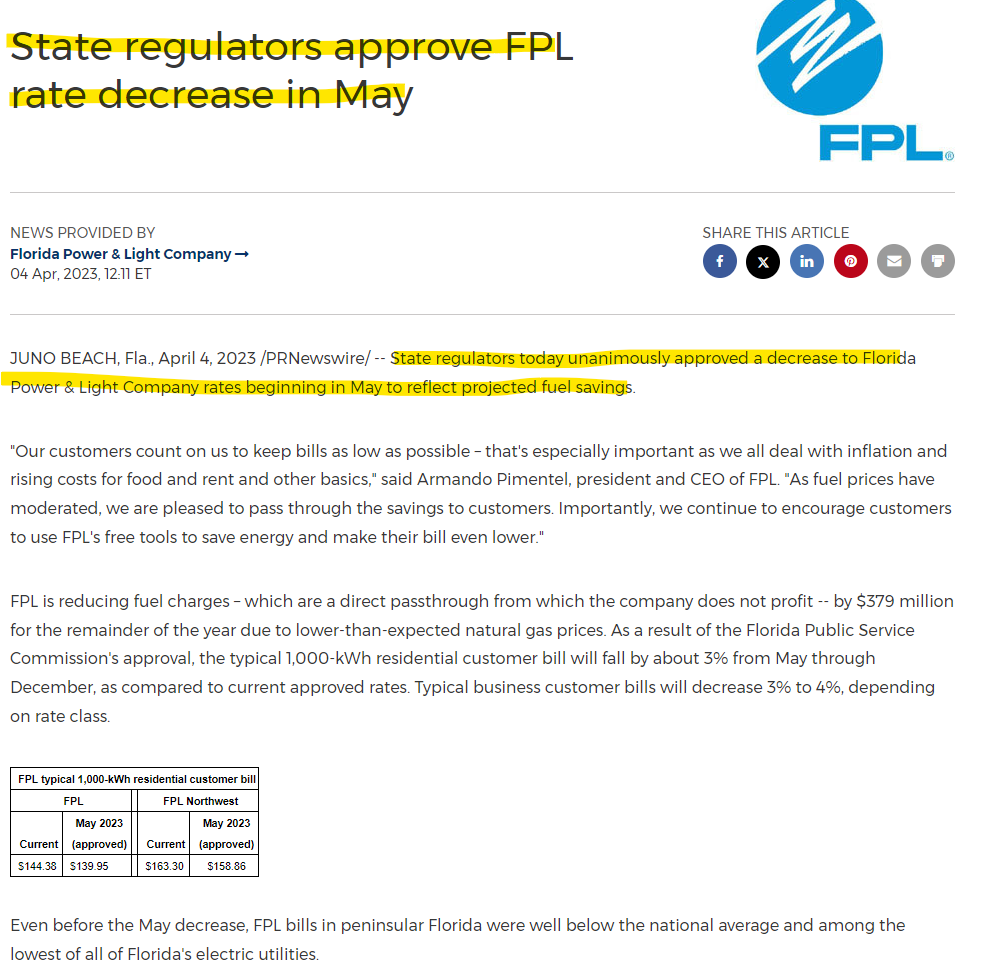 State regulators approve FPL
rate decrease in May
FPL®
NEWS PROVIDED BY
Florida Power & Light Company →
04 Apr, 2023, 12:11 ET
SHARE THIS ARTICLE
JUNO BEACH, Fla., April 4, 2023 /PRNewswire/ -- State regulators today unanimously approved a decrease to Florida
Power & Light Company rates beginning in May to reflect projected fuel savings.
"Our customers count on us to keep bills as low as possible – that's especially important as we all deal with inflation and
rising costs for food and rent and other basics," said Armando Pimentel, president and CEO of FPL. "As fuel prices have
moderated, we are pleased to pass through the savings to customers. Importantly, we continue to encourage customers
to use FPL's free tools to save energy and make their bill even lower."
FPL is reducing fuel charges – which are a direct passthrough from which the company does not profit -- by $379 million
for the remainder of the year due to lower-than-expected natural gas prices. As a result of the Florida Public Service
Commission's approval, the typical 1,000-kWh residential customer bill will fall by about 3% from May through
December, as compared to current approved rates. Typical business customer bills will decrease 3% to 4%, depending
on rate class.
FPL typical 1,000-kWh residential customer bill
FPL FPL Northwest
May 2023 May 2023
Current (approved) Current (approved)
$144.38 $139.95 $163.30 $158.86
Even before the May decrease, FPL bills in peninsular Florida were well below the national average and among the
lowest of all of Florida's electric utilities.